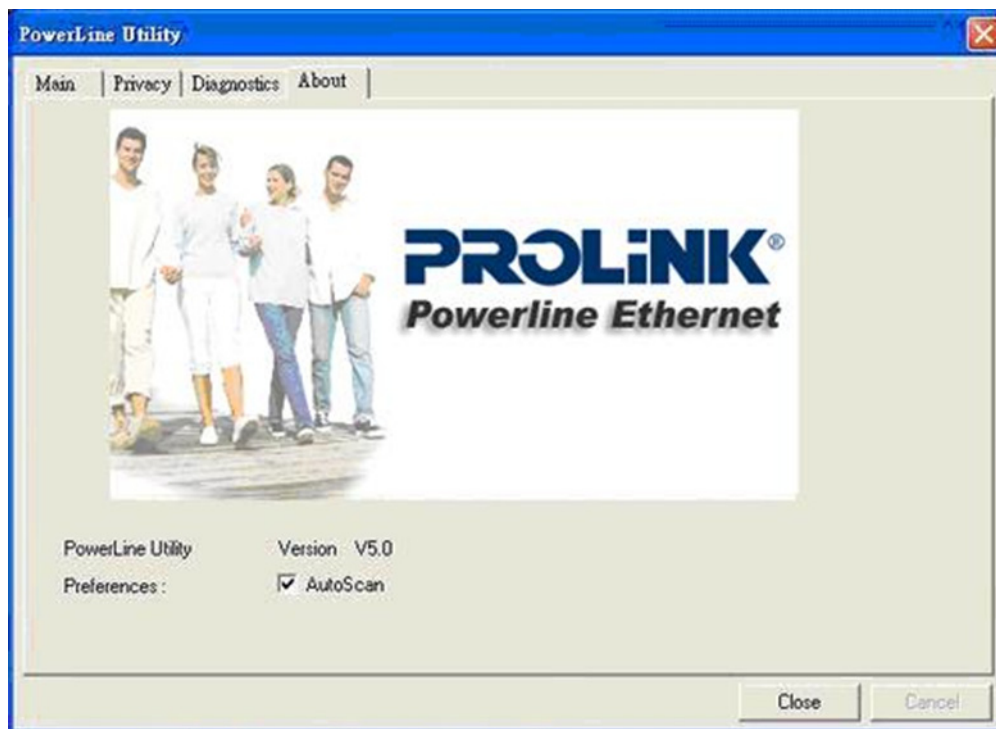 PowerLine Utility
Main Privacy Diagnostics About
PROLiNK®
Powerline Ethernet
PowerLine Utility Version V5.0
Preferences : AutoScan
Close Cancel